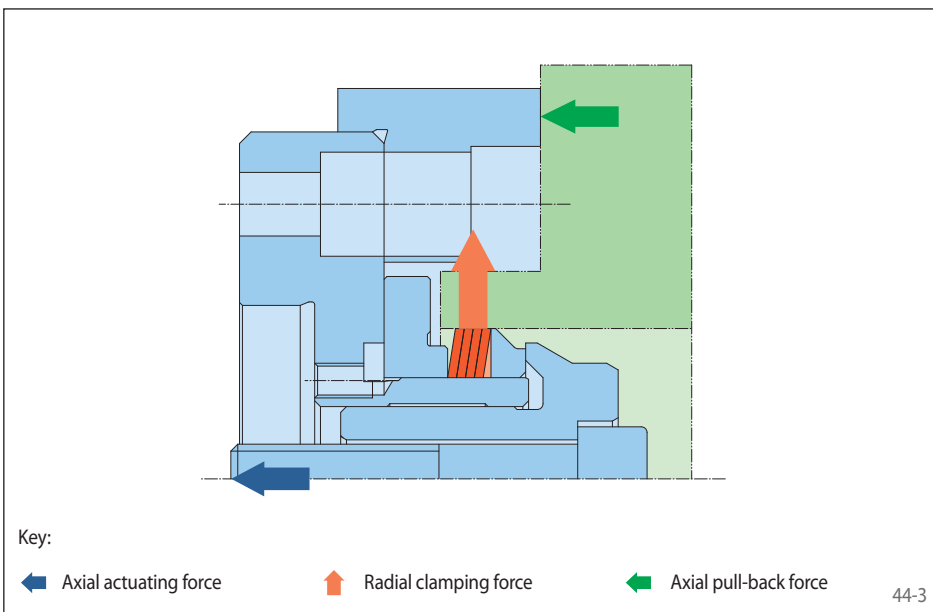 Key:
Axial actuating force
Radial clamping force
Axial pull-back force
44-3